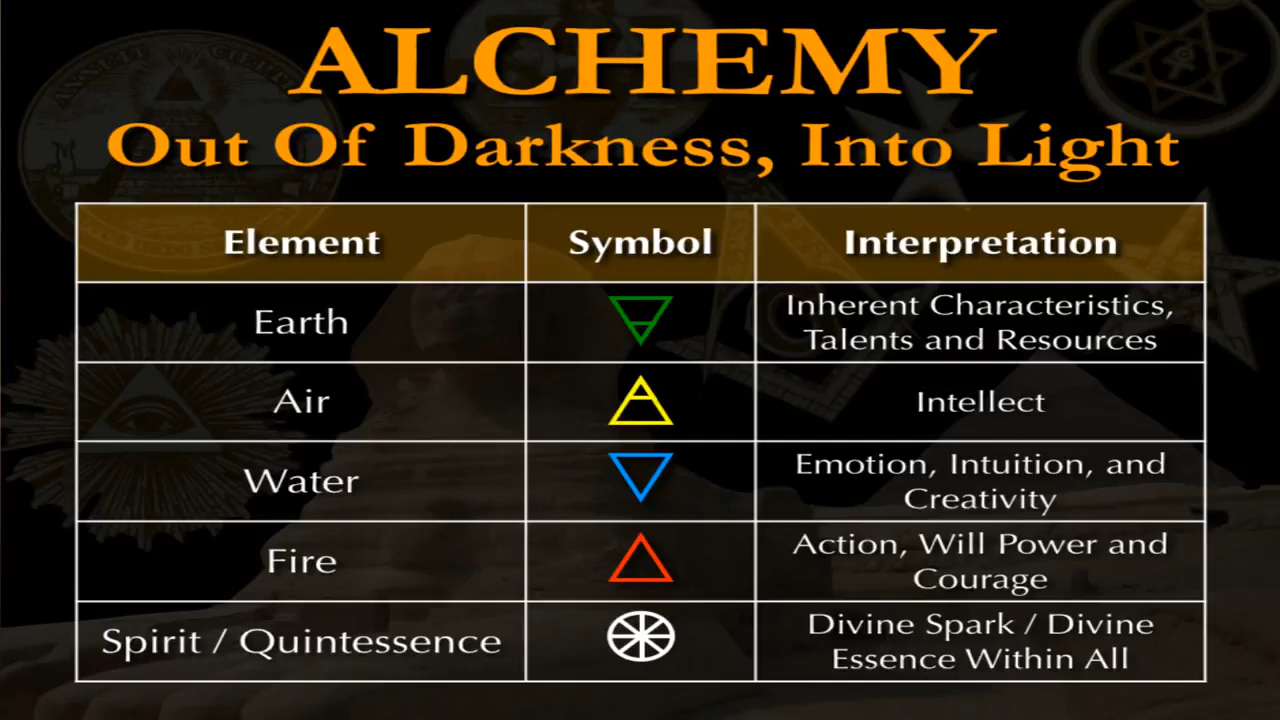 ALCHEMY
Out Of Darkness, Into Light
Element
Symbol
Interpretation
Earth
Inherent Characteristics,
Talents and Resources
Air
Intellect
Water
Emotion, Intuition, and
Creativity
Fire
Action, Will Power and
Courage
Spirit / Quintessence
Divine Spark / Divine
Essence Within All